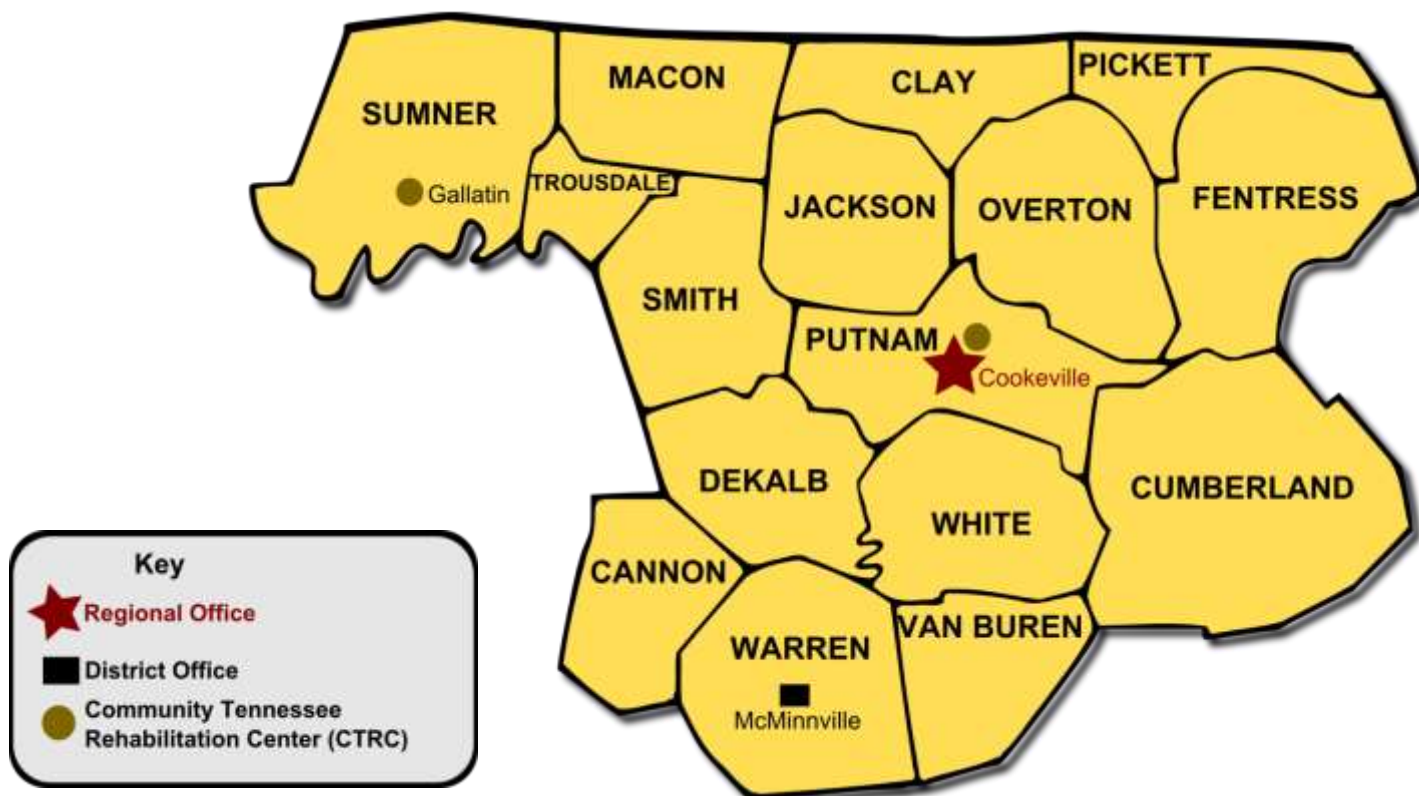 PICKETT
MACON
CLAY
SUMNER
TROUSDALE
Gallatin
JACKSON
OVERTON
FENTRESS
SMITH
PUTNAM
Cookeville
DEKALB
CUMBERLAND
WHITE
CANNON
VAN BUREN
WARREN
McMinnville
Key
Regional Office
District Office
Community Tennessee
Rehabilitation Center (CTRC)